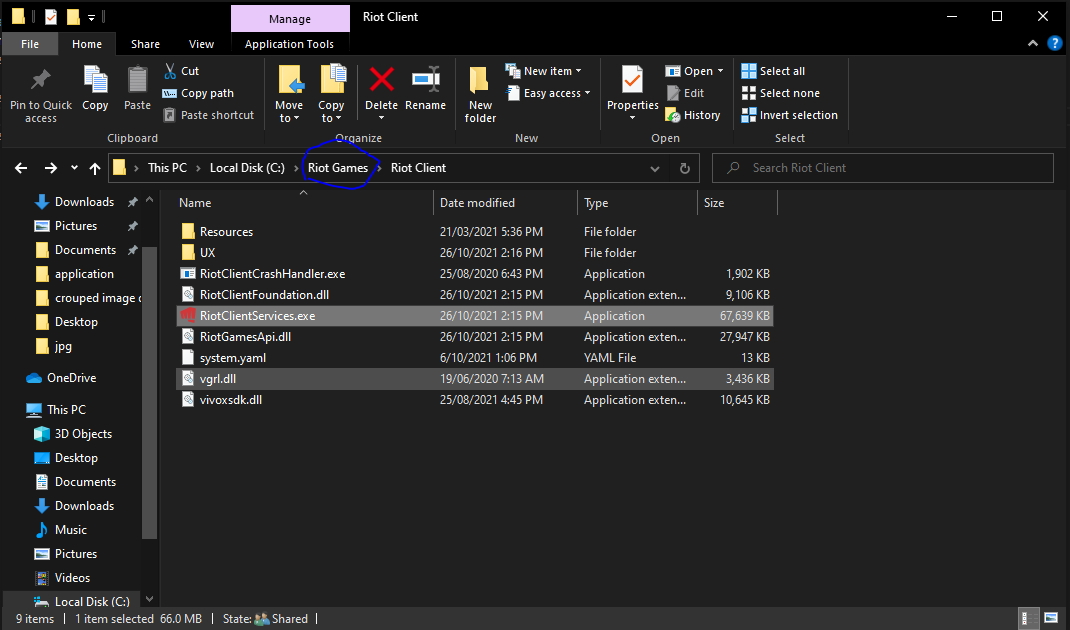 Manage
Riot Client
File
Home
Share
View
Application Tools
Pin to Quick access
Copy
Paste
Cut
Copy path
Paste shortcut
Clipboard
Move to
Copy to
Delete
Rename
Organize
New folder
New item
Easy access
New
Properties
Open
Edit
History
Open
Select all
Select none
Invert selection
Select
This PC > Local Disk (C:) > Riot Games > Riot Client
Search Riot Client
Downloads
Pictures
Documents
application
crouped image c
Desktop
jpg
OneDrive
This PC
3D Objects
Desktop
Documents
Downloads
Music
Pictures
Videos
Local Disk (C:)
Name Date modified Type Size
Resources 21/03/2021 5:36 PM File folder
UX 26/10/2021 2:16 PM File folder
RiotClientCrashHandler.exe 25/08/2020 6:43 PM Application 1,902 KB
RiotClientFoundation.dll 26/10/2021 2:15 PM Application exten... 9,106 KB
RiotClientServices.exe 26/10/2021 2:15 PM Application 67,639 KB
RiotGamesApi.dll 26/10/2021 2:15 PM Application exten... 27,947 KB
system.yaml 6/10/2021 1:06 PM YAML File 13 KB
vgrl.dll 19/06/2020 7:13 AM Application exten... 3,436 KB
vivoxsdk.dll 25/08/2021 4:45 PM Application exten... 10,645 KB
9 items | 1 item selected 66.0 MB | State: Shared |